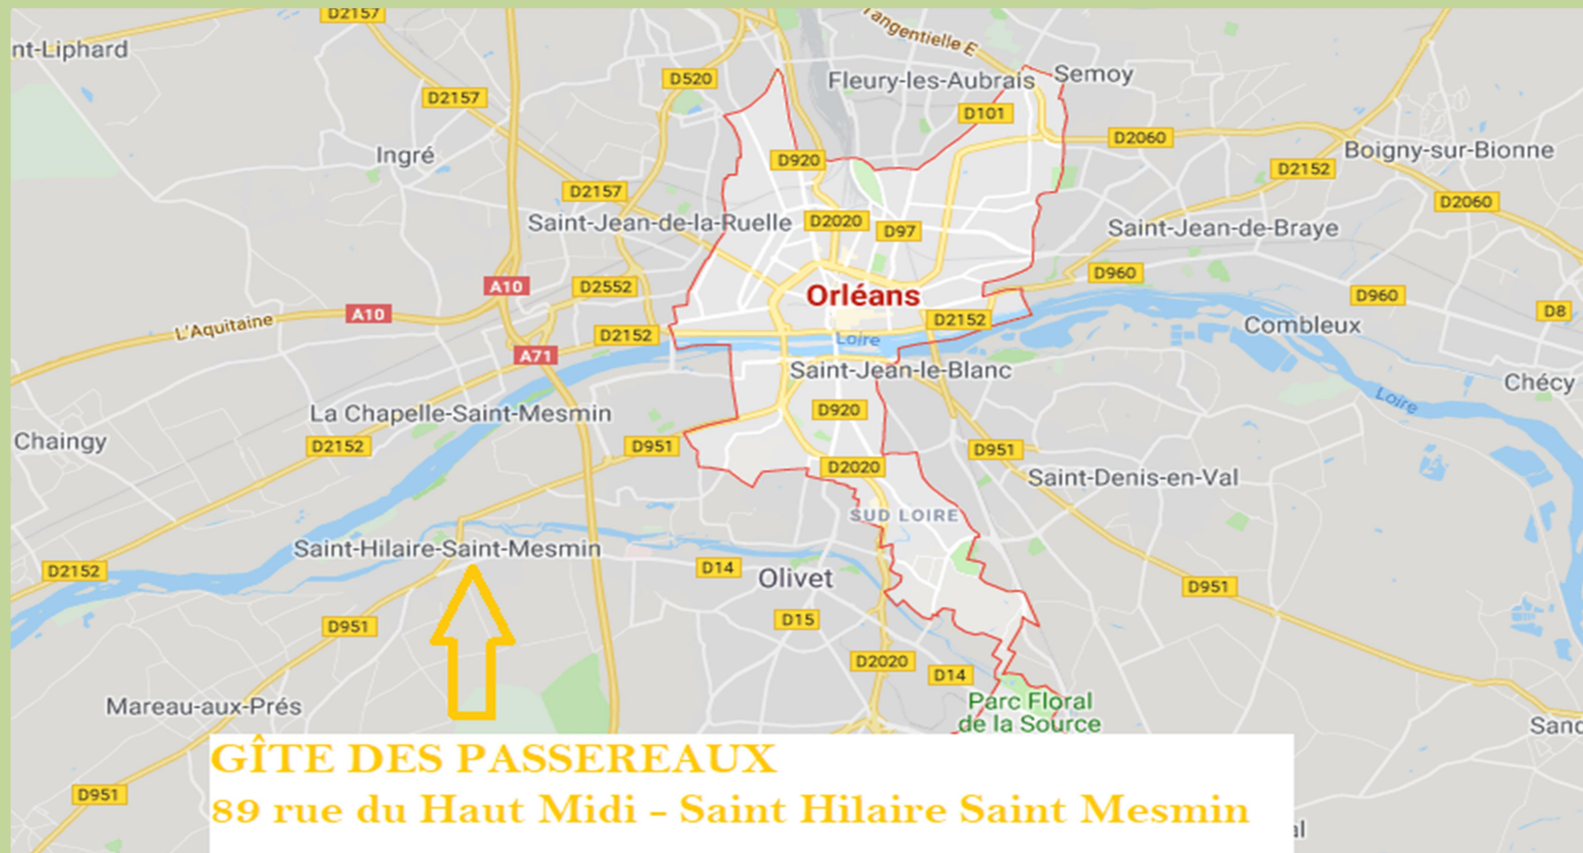 D2157
nt-Liphard
Tangentielle E
D520
Fleury-les-Aubrais
Semoy
D2157
D101
D2060
Ingré
D920
Boigny-sur-Bionne
D2152
D2157
D2060
Saint-Jean-de-la-Ruelle
D2020
D97
Saint-Jean-de-Braye
D960
A10
D2552
Orléans
D960
A10
L'Aquitaine
D2152
D8
D2152
Loire
Combleux
A71
Saint-Jean-le-Blanc
Chécy
Loire
La Chapelle-Saint-Mesmin
D920
Chaingy
D2152
D951
D951
D2020
Saint-Denis-en-Val
SUD LOIRE
Saint-Hilaire-Saint-Mesmin
D2152
D14
Olivet
D951
D951
D15
D2020
D14
Mareau-aux-Prés
Parc Floral
de la Source
Sand
GÎTE DES PASSEREAUX
D951
89 rue du Haut Midi - Saint Hilaire Saint Mesmin